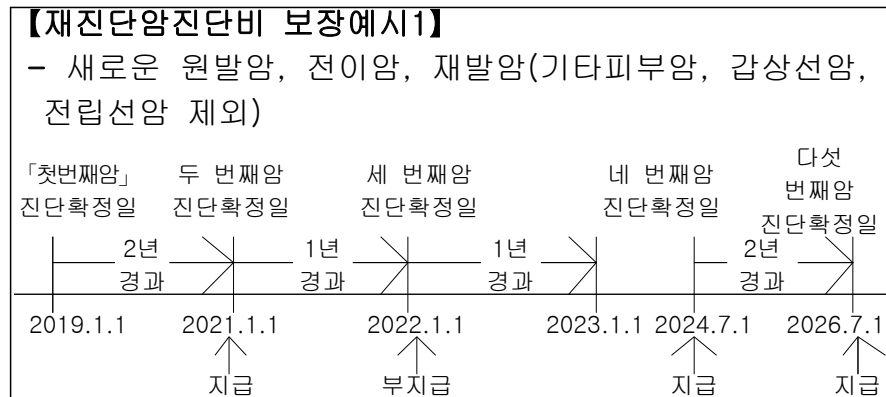 【재진단암진단비 보장예시1】
- 새로운 원발암, 전이암, 재발암(기타피부암, 갑상선암,
전립선암 제외)
「첫번째암」 두 번째암 세 번째암 네 번째암 다섯
진단확정일 진단확정일 진단확정일 진단확정일 번째암
진단확정일
2년 1년 1년 2년
경과 경과 경과 경과
2019.1.1 2021.1.1 2022.1.1 2023.1.1 2024.7.1 2026.7.1
지급 부지급 지급 지급